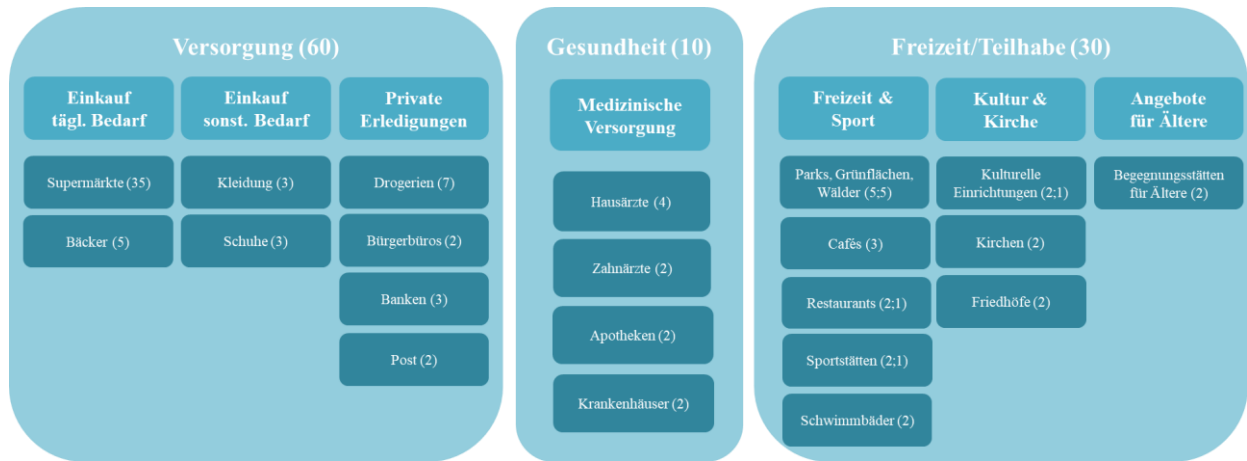 Versorgung (60)
Einkauf
tägl. Bedarf
Supermärkte (35)
Bäcker (5)
Einkauf
sonst. Bedarf
Kleidung (3)
Schuhe (3)
Private
Erledigungen
Drogerien (7)
Bürgerbüros (2)
Banken (3)
Post (2)
Gesundheit (10)
Medizinische
Versorgung
Hausärzte (4)
Zahnärzte (2)
Apotheken (2)
Krankenhäuser (2)
Freizeit/Teilhabe (30)
Freizeit &
Sport
Parks, Grünflächen,
Wälder (5;5)
Cafés (3)
Restaurants (2;1)
Sportstätten (2;1)
Schwimmbäder (2)
Kultur &
Kirche
Kulturelle
Einrichtungen (2;1)
Kirchen (2)
Friedhöfe (2)
Angebote
für Ältere
Begegnungsstätten
für Ältere (2)